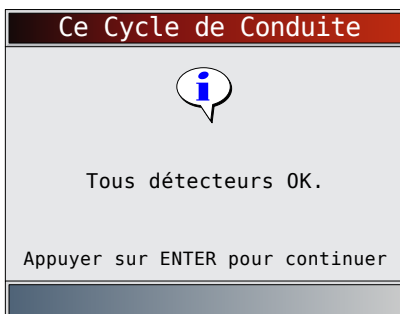 Ce Cycle de Conduite
i
Tous détecteurs OK.
Appuyer sur ENTER pour continuer